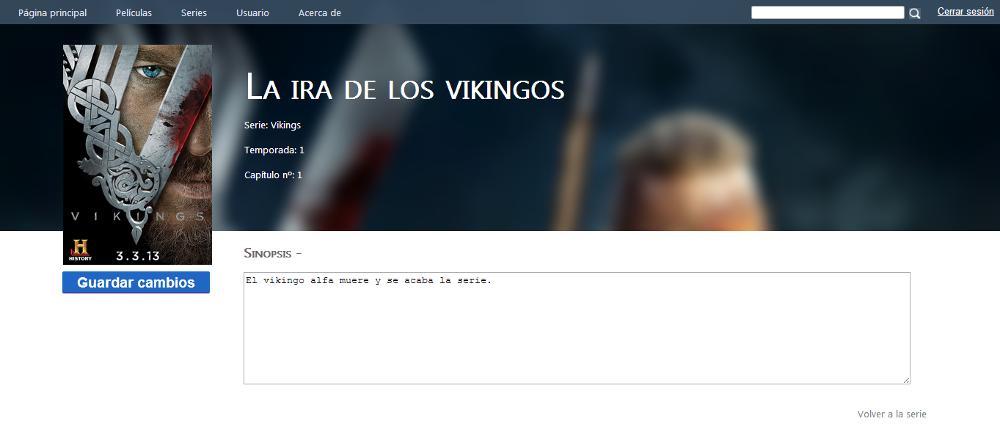 Página principal Películas Series Usuario Acerca de Cerrar sesión
La ira de los vikingos
Serie: Vikings
Temporada: 1
Capítulo nº: 1
VIKINGS
H
HISTORY
3.3.13
Guardar cambios
Sinopsis -
El vikingo alfa muere y se acaba la serie.
Volver a la serie